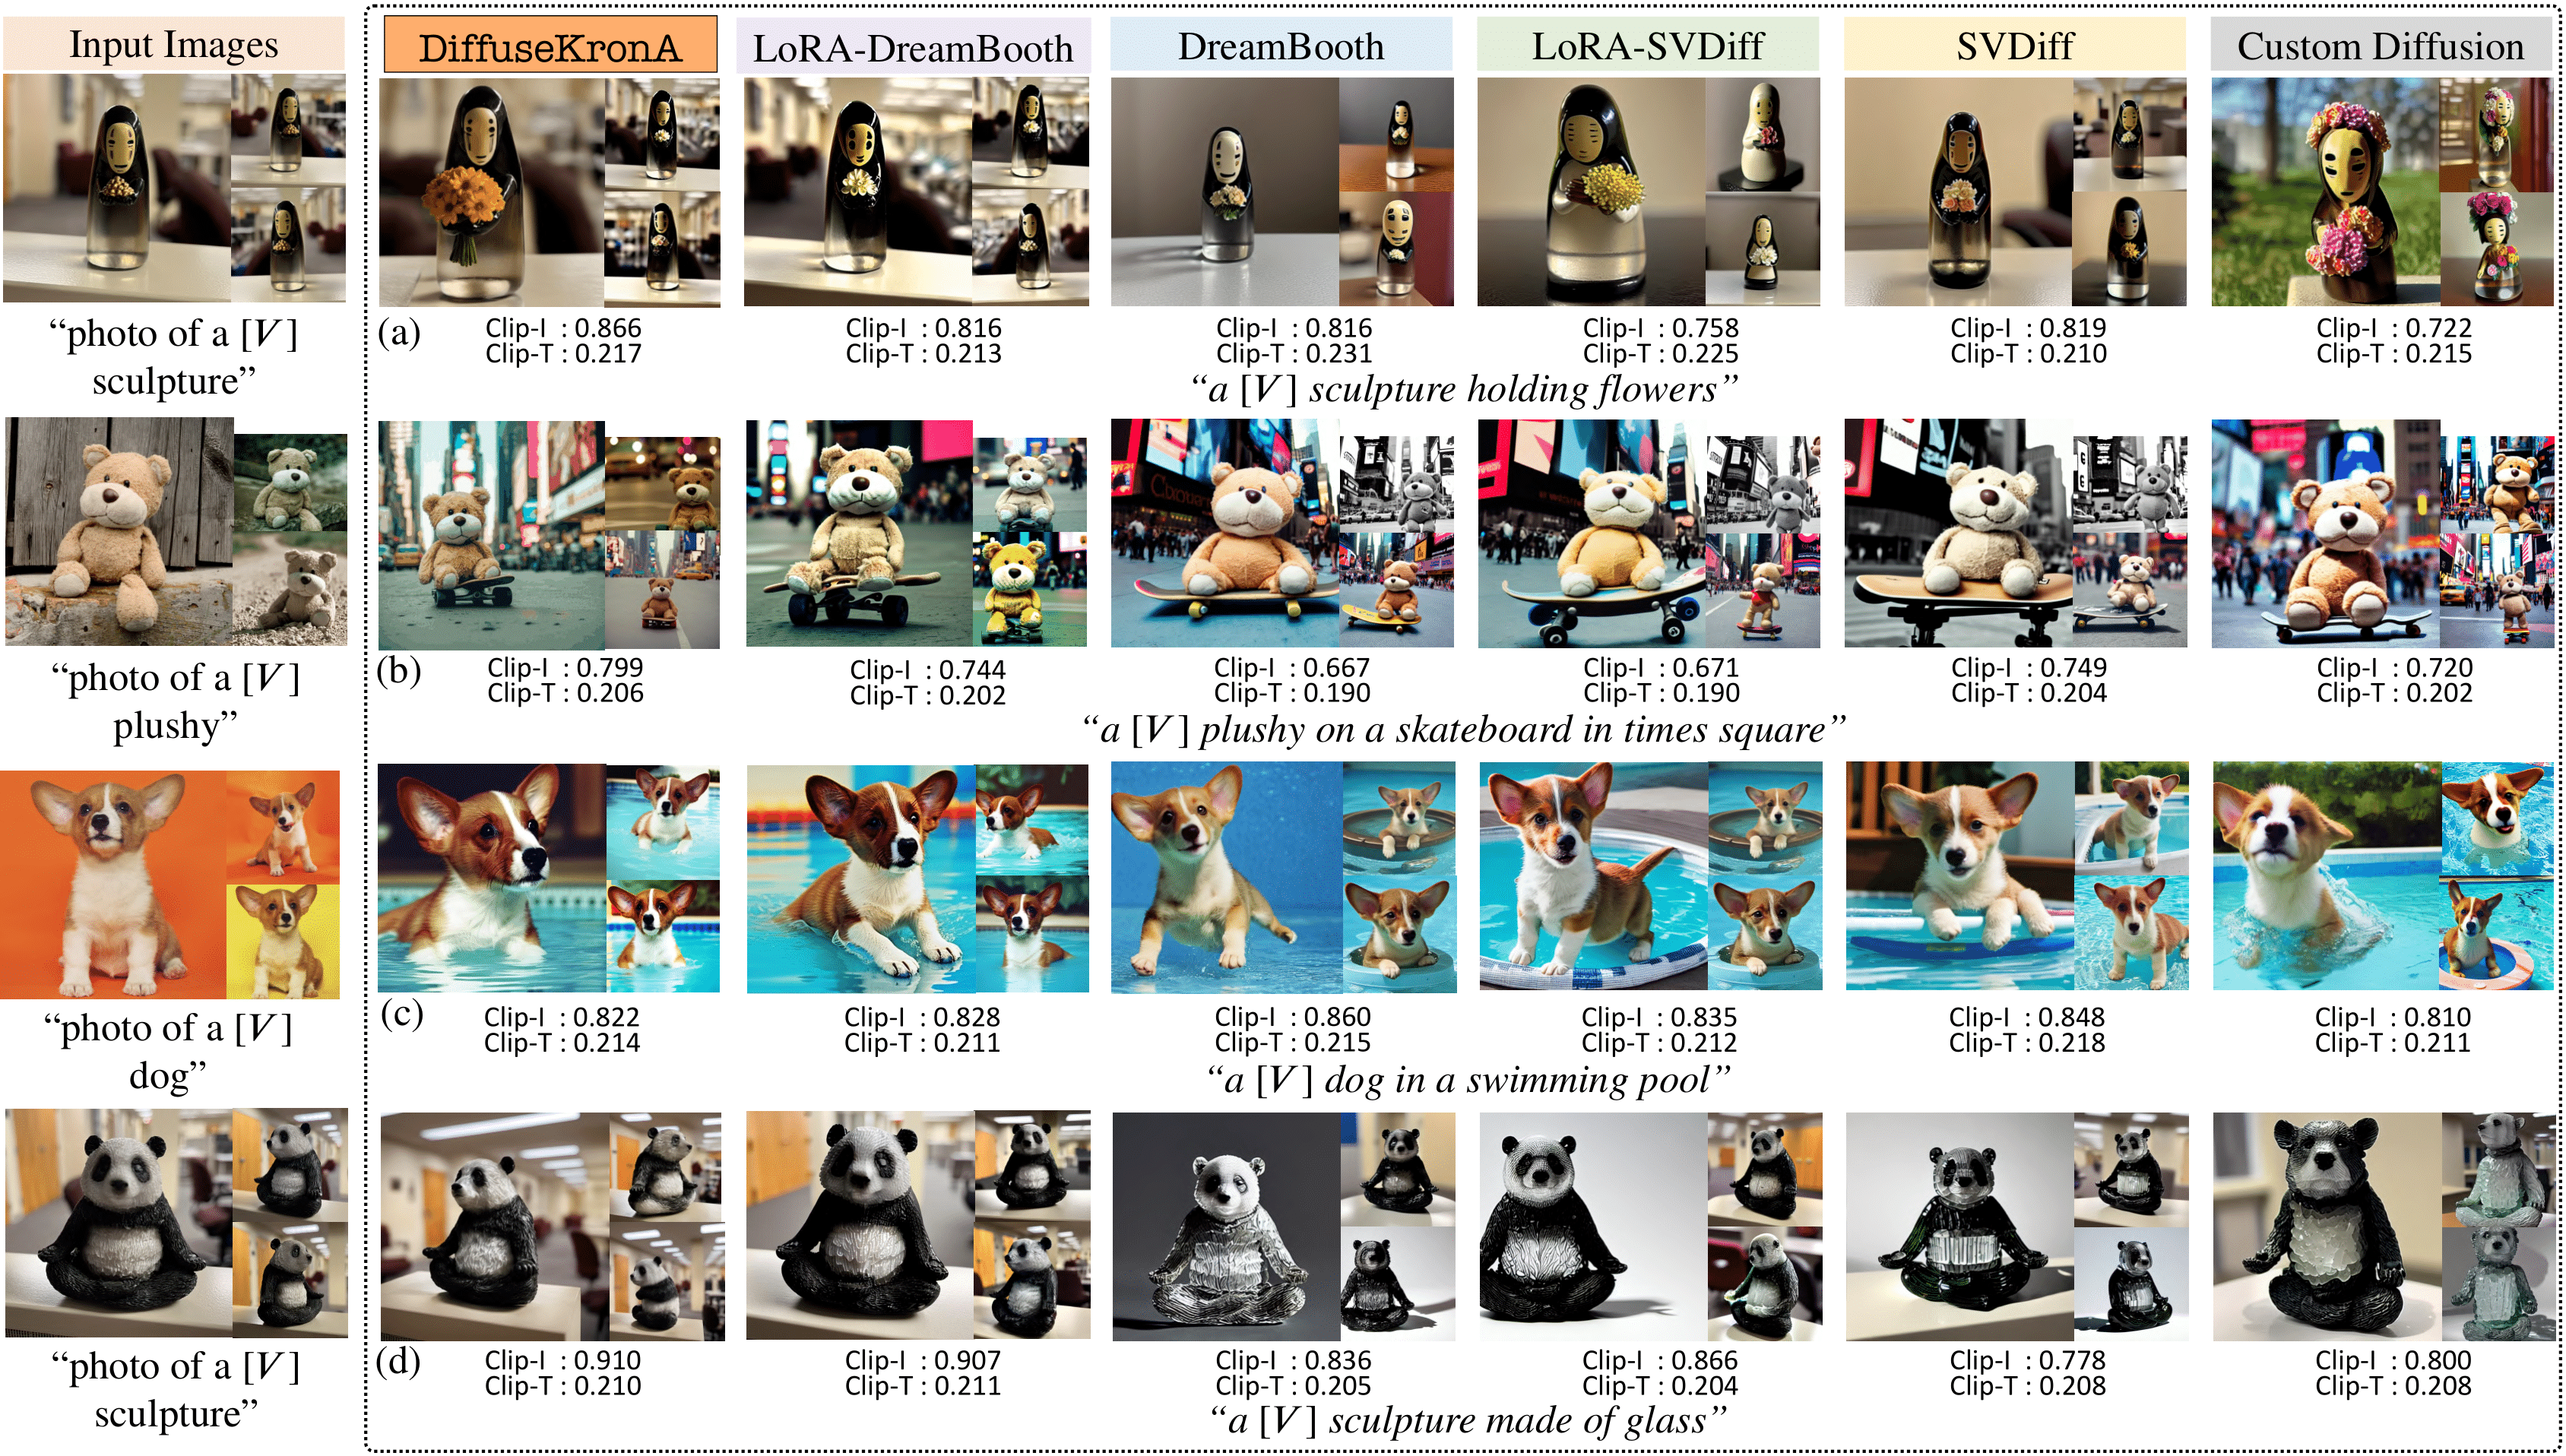 Input Images
DiffuseKronA
LoRA-DreamBooth
DreamBooth
LoRA-SVDiff
SVDiff
Custom Diffusion
“photo of a [V]
sculpture”
(a)
Clip-I : 0.866
Clip-T : 0.217
Clip-I : 0.816
Clip-T : 0.213
Clip-I : 0.816
Clip-T : 0.231
Clip-I : 0.758
Clip-T : 0.225
Clip-I : 0.819
Clip-T : 0.210
Clip-I : 0.722
Clip-T : 0.215
“a [V] sculpture holding flowers”
“photo of a [V]
plushy”
(b)
Clip-I : 0.799
Clip-T : 0.206
Clip-I : 0.744
Clip-T : 0.202
Clip-I : 0.667
Clip-T : 0.190
Clip-I : 0.671
Clip-T : 0.190
Clip-I : 0.749
Clip-T : 0.204
Clip-I : 0.720
Clip-T : 0.202
“a [V] plushy on a skateboard in times square”
“photo of a [V]
dog”
(c)
Clip-I : 0.822
Clip-T : 0.214
Clip-I : 0.828
Clip-T : 0.211
Clip-I : 0.860
Clip-T : 0.215
Clip-I : 0.835
Clip-T : 0.212
Clip-I : 0.848
Clip-T : 0.218
Clip-I : 0.810
Clip-T : 0.211
“a [V] dog in a swimming pool”
“photo of a [V]
sculpture”
(d)
Clip-I : 0.910
Clip-T : 0.210
Clip-I : 0.907
Clip-T : 0.211
Clip-I : 0.836
Clip-T : 0.205
Clip-I : 0.866
Clip-T : 0.204
Clip-I : 0.778
Clip-T : 0.208
Clip-I : 0.800
Clip-T : 0.208
“a [V] sculpture made of glass”